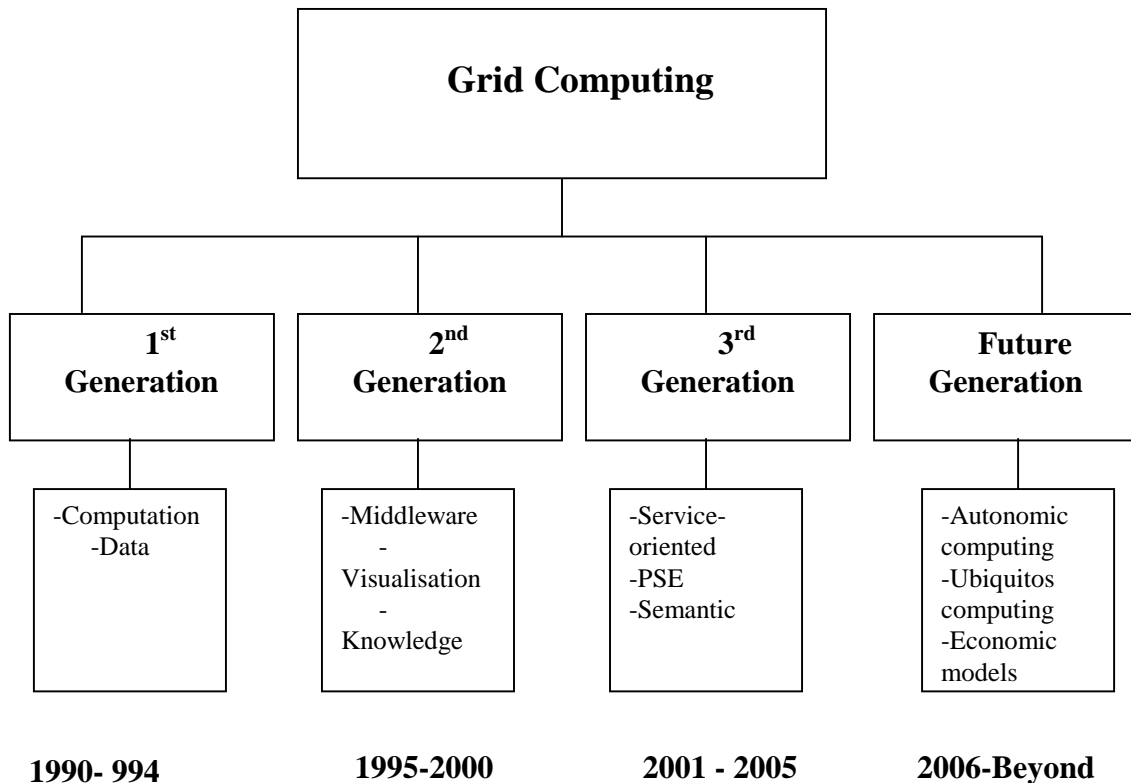 Grid Computing
1st
Generation
2nd
Generation
3rd
Generation
Future
Generation
-Computation
-Data
-Middleware
-
Visualisation
-
Knowledge
-Service-
oriented
-PSE
-Semantic
-Autonomic
computing
-Ubiquitos
computing
-Economic
models
1990- 994
1995-2000
2001 - 2005
2006-Beyond